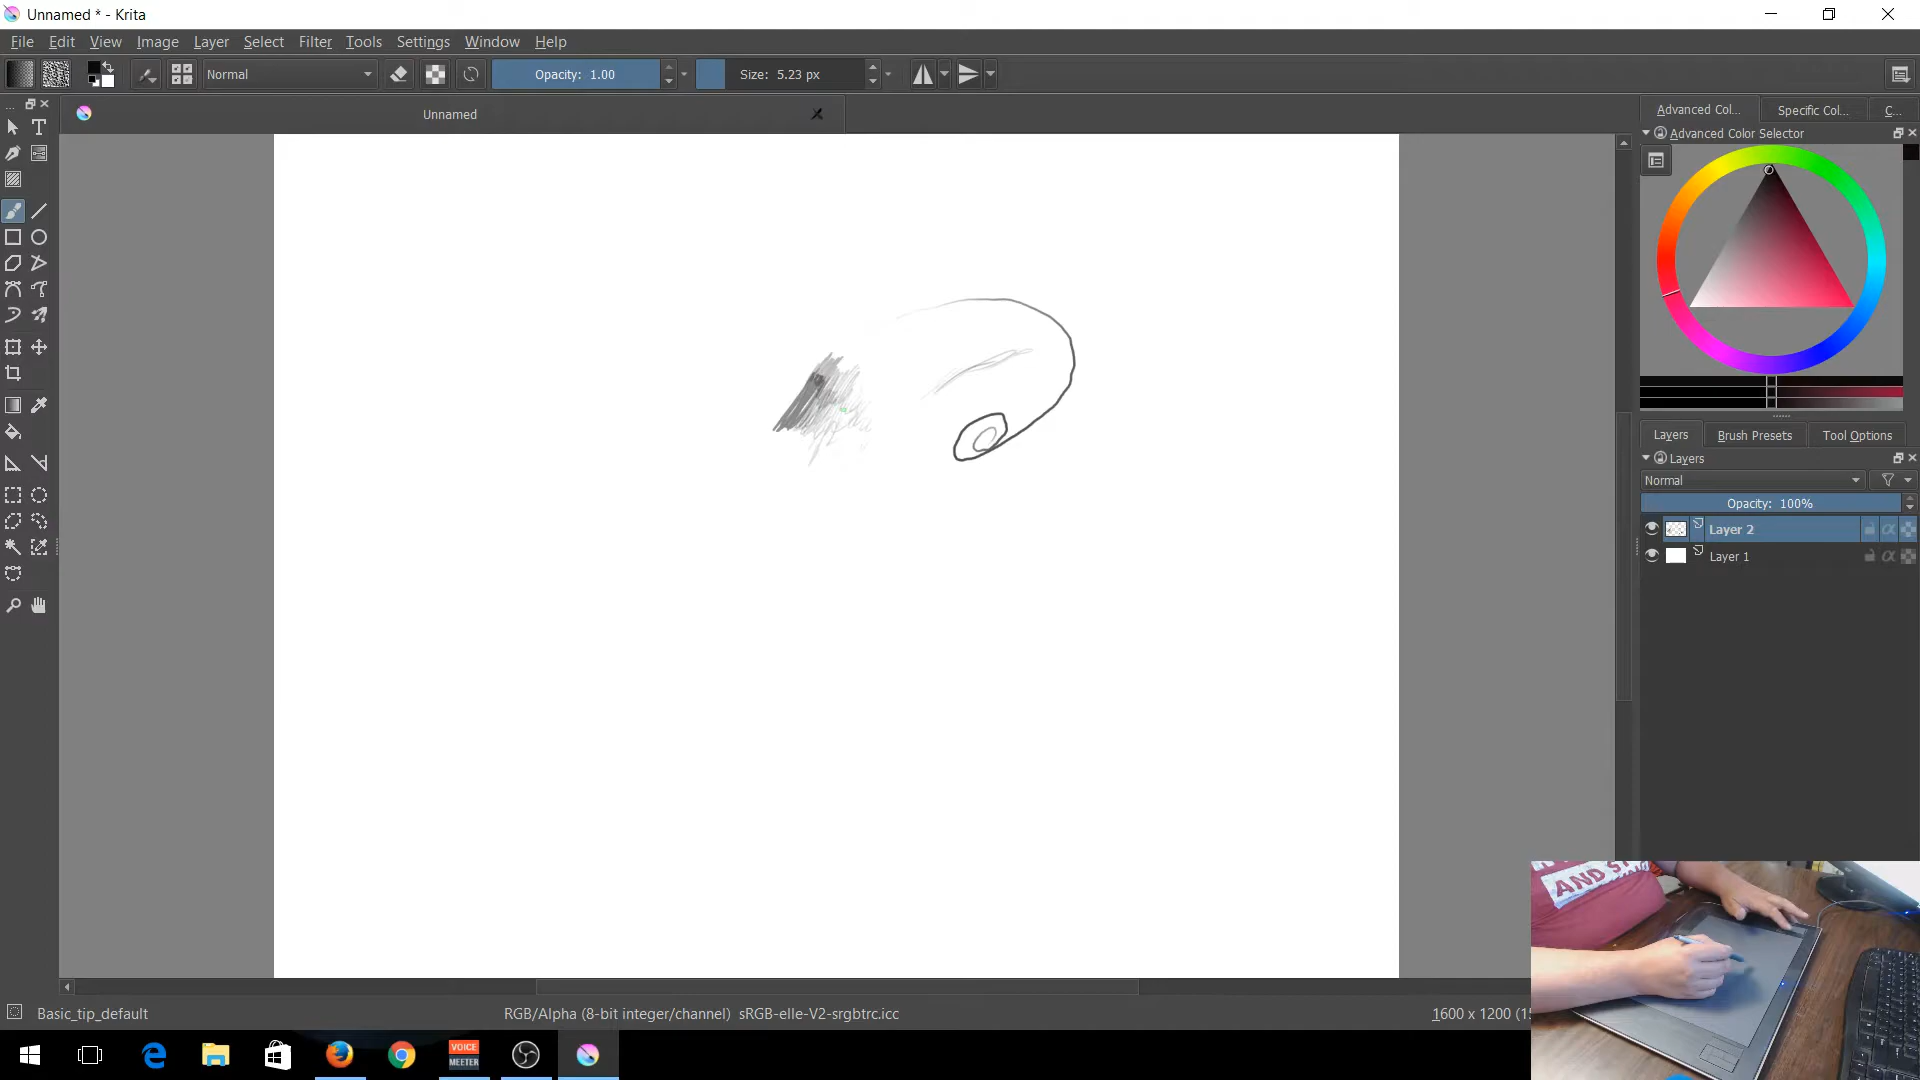 Unnamed * - Krita
File Edit View Image Layer Select Filter Tools Settings Window Help
Normal Opacity: 1.00 Size: 5.23 px
Unnamed
Advanced Col... Specific Col... C...
Advanced Color Selector
Layers Brush Presets Tool Options
Layers
Normal
Opacity: 100%
Layer 2
Layer 1
AND
Basic_tip_default RGB/Alpha (8-bit integer/channel) sRGB-elle-V2-srgbtrc.icc 1600 x 1200
VOICE
MEETER